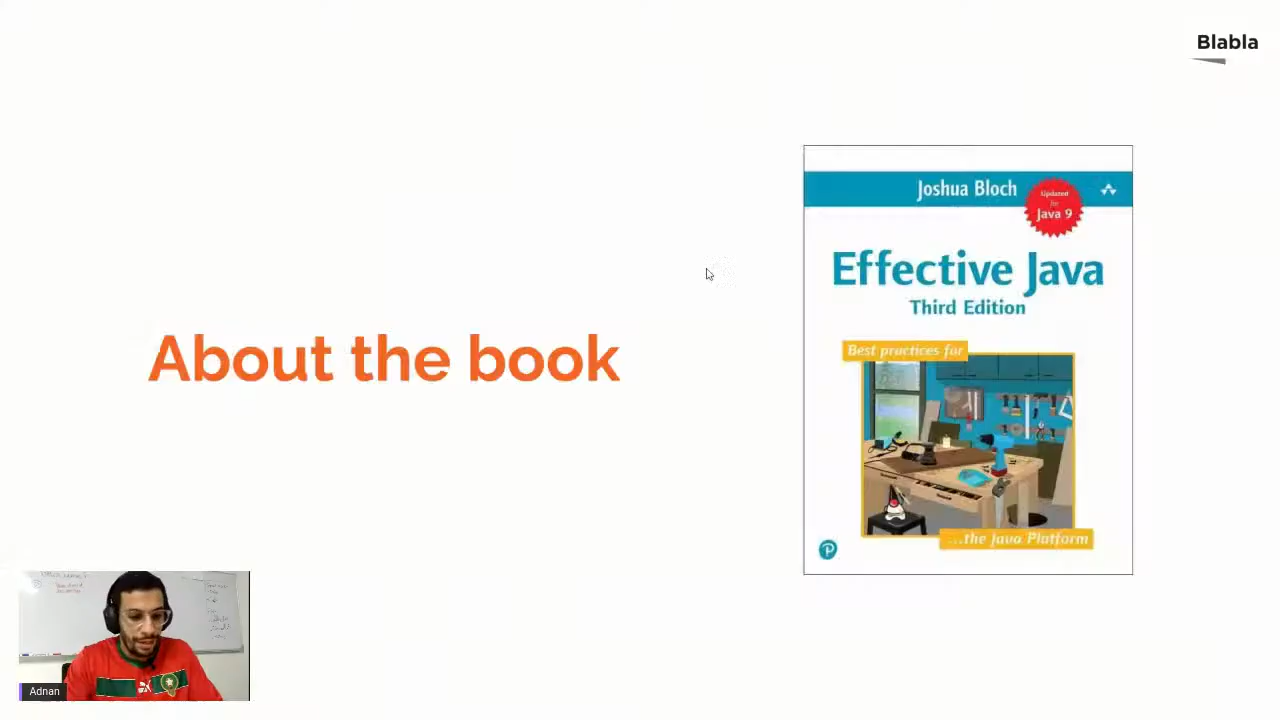 Blabla
Joshua Bloch
Updated
for
Java 9
Effective Java
Third Edition
About the book
Best practices for
...the Java Platform
P
Adnan